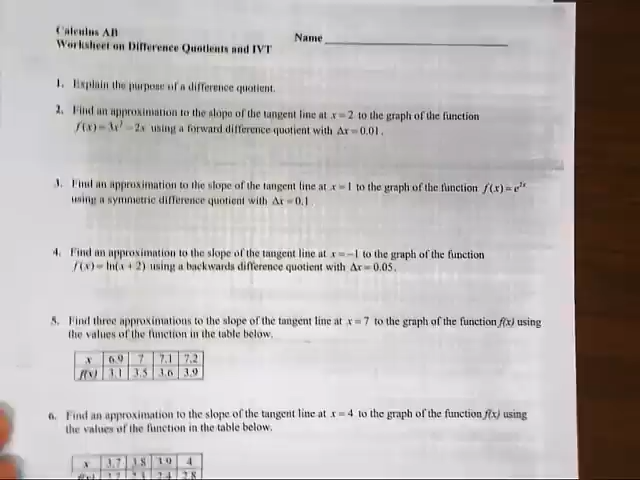 Calculus AB
Worksheet on Difference Quotients and IVT
Name
1. Explain the purpose of a difference quotient.
2. Find an approximation to the slope of the tangent line at x = 2 to the graph of the function
f(x) = 3x² − 2x using a forward difference quotient with Δx = 0.01.
3. Find an approximation to the slope of the tangent line at x = 1 to the graph of the function f(x) = e²ˣ
using a symmetric difference quotient with Δx = 0.1
4. Find an approximation to the slope of the tangent line at x = −1 to the graph of the function
f(x) = ln(x + 2) using a backwards difference quotient with Δx = 0.05.
5. Find three approximations to the slope of the tangent line at x = 7 to the graph of the function f(x) using
the values of the function in the table below.
x 6.9 7 7.1 7.2
f(x) 3.1 3.5 3.6 3.9
6. Find an approximation to the slope of the tangent line at x = 4 to the graph of the function f(x) using
the values of the function in the table below.
x 3.7 3.8 3.9 4
2.4 2.8